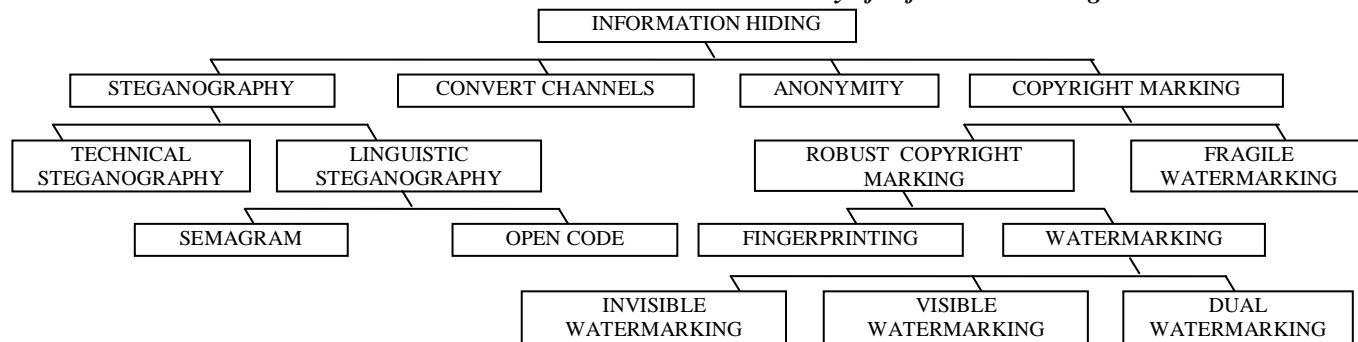 INFORMATION HIDING
STEGANOGRAPHY
CONVERT CHANNELS
ANONYMITY
COPYRIGHT MARKING
TECHNICAL
STEGANOGRAPHY
LINGUISTIC
STEGANOGRAPHY
ROBUST COPYRIGHT
MARKING
FRAGILE
WATERMARKING
SEMAGRAM
OPEN CODE
FINGERPRINTING
WATERMARKING
INVISIBLE
WATERMARKING
VISIBLE
WATERMARKING
DUAL
WATERMARKING